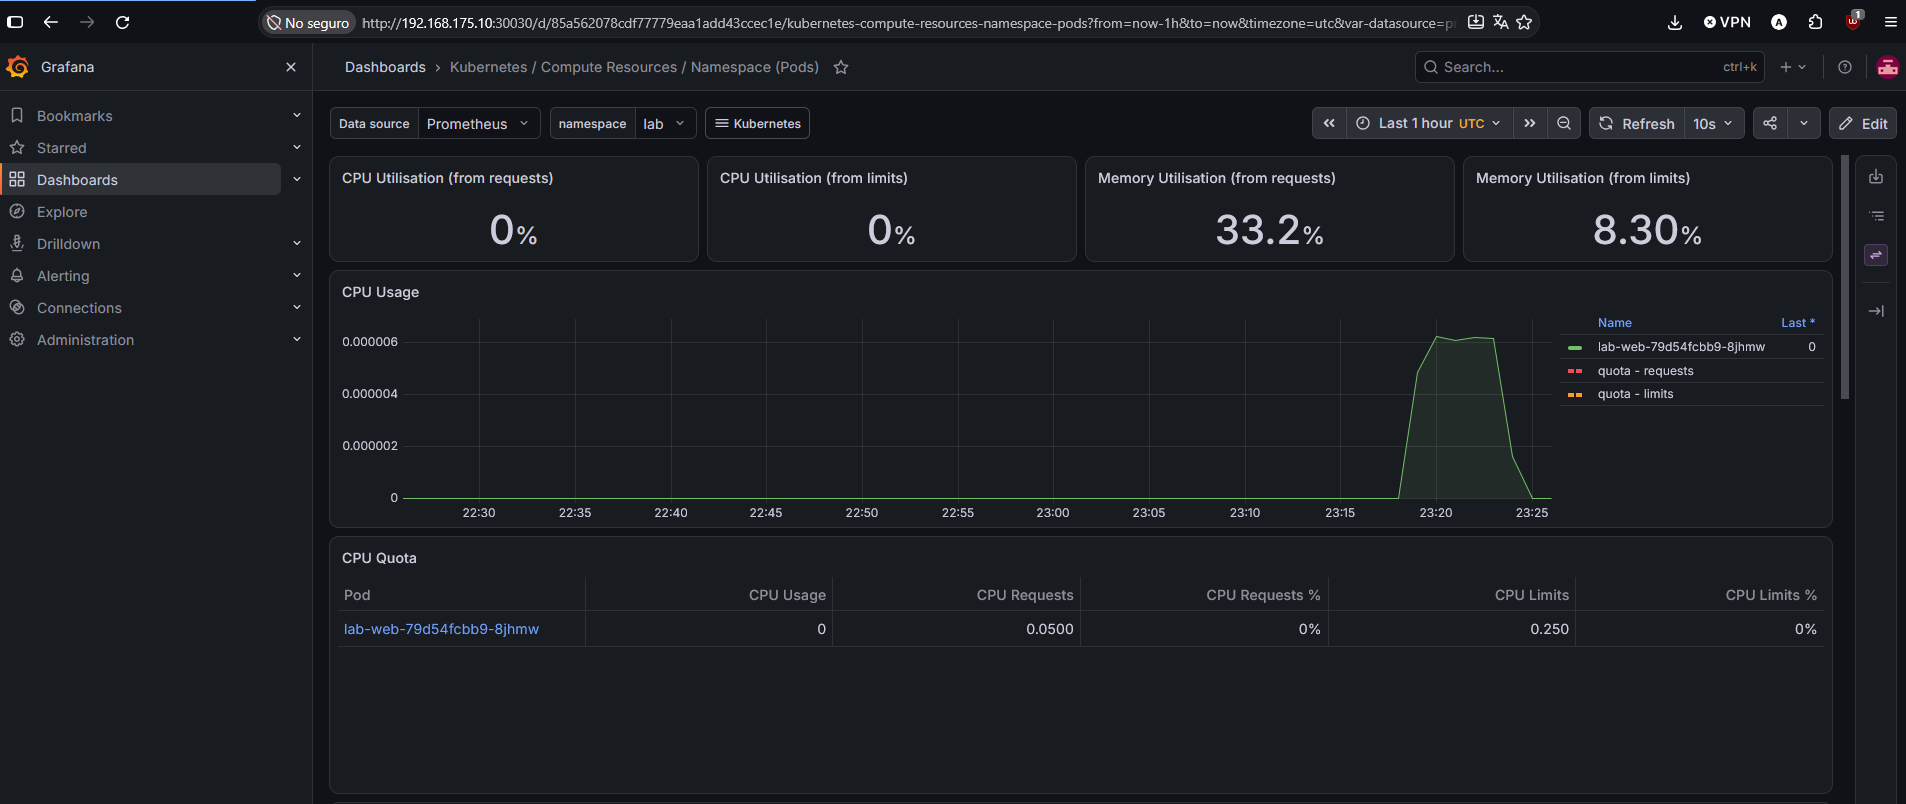 No seguro
http://192.168.175.10:30030/d/85a562078cdf77779eaa1add43ccec1e/kubernetes-compute-resources-namespace-pods?from=now-1h&to=now&timezone=utc&var-datasource=pr
VPN
A
1
Grafana
Dashboards › Kubernetes / Compute Resources / Namespace (Pods)
Search...
ctrl+k
Bookmarks
Starred
Dashboards
Explore
Drilldown
Alerting
Connections
Administration
Data source
Prometheus
namespace
lab
Kubernetes
Last 1 hour UTC
Refresh
10s
Edit
CPU Utilisation (from requests)
0%
CPU Utilisation (from limits)
0%
Memory Utilisation (from requests)
33.2%
Memory Utilisation (from limits)
8.30%
CPU Usage
0.000006
0.000004
0.000002
0
22:30 22:35 22:40 22:45 22:50 22:55 23:00 23:05 23:10 23:15 23:20 23:25
Name Last *
lab-web-79d54fcbb9-8jhmw 0
quota - requests
quota - limits
CPU Quota
Pod CPU Usage CPU Requests CPU Requests % CPU Limits CPU Limits %
lab-web-79d54fcbb9-8jhmw 0 0.0500 0% 0.250 0%